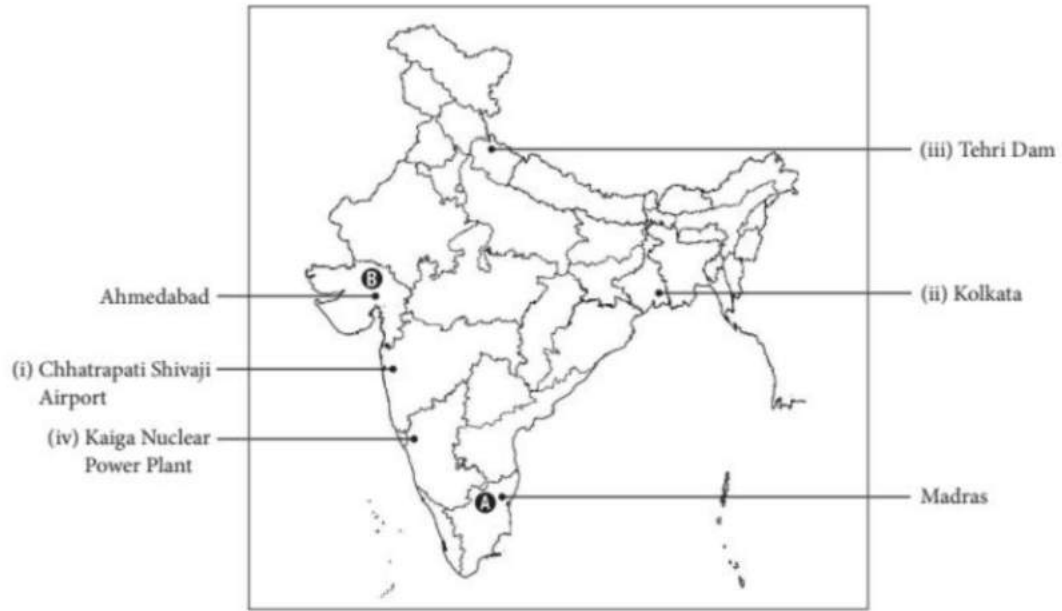 (iii) Tehri Dam
B
Ahmedabad
(ii) Kolkata
(i) Chhatrapati Shivaji
Airport
(iv) Kaiga Nuclear
Power Plant
A
Madras